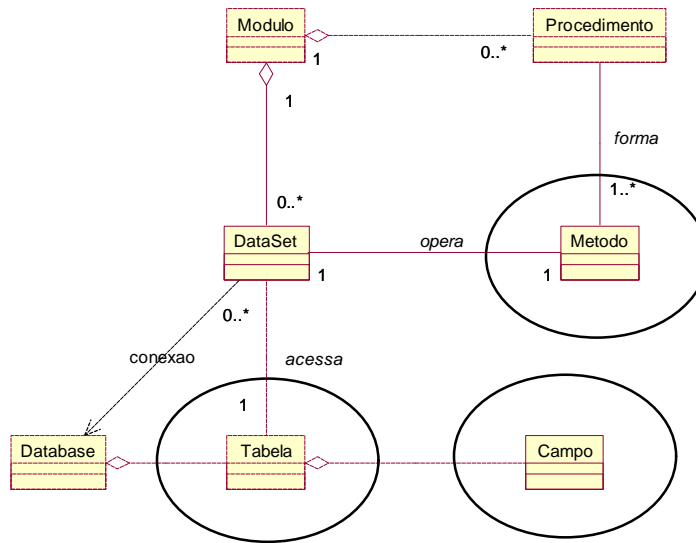 Modulo
Procedimento
1
0..*
1
forma
0..*
1..*
DataSet
opera
Metodo
1
1
0..*
conexao
acessa
1
Database
Tabela
Campo